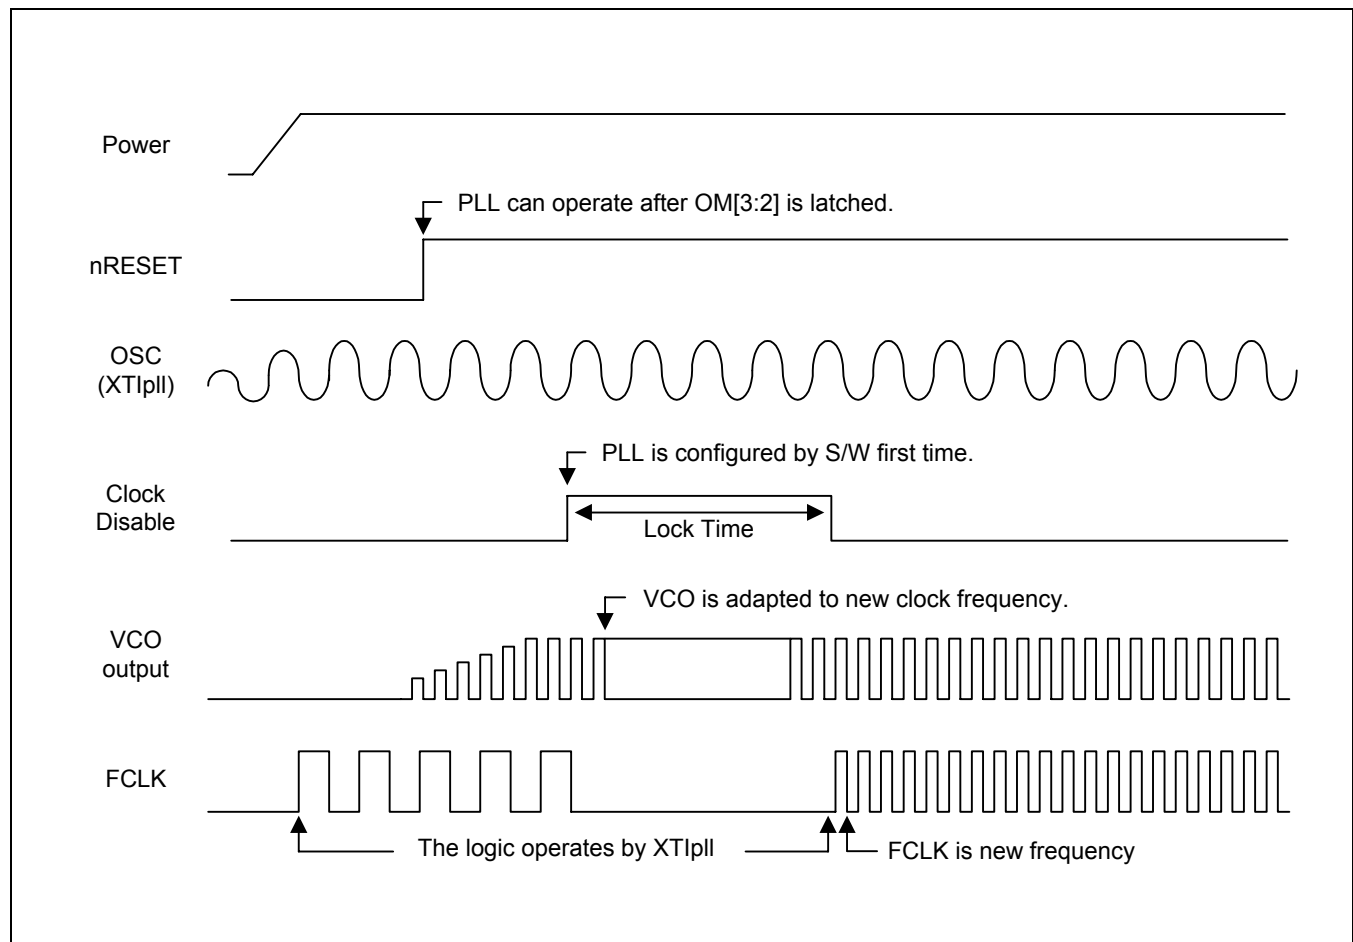 Power
PLL can operate after OM[3:2] is latched.
nRESET
OSC
(XTIpll)
PLL is configured by S/W first time.
Clock
Disable
Lock Time
VCO is adapted to new clock frequency.
VCO
output
FCLK
The logic operates by XTIpll
FCLK is new frequency